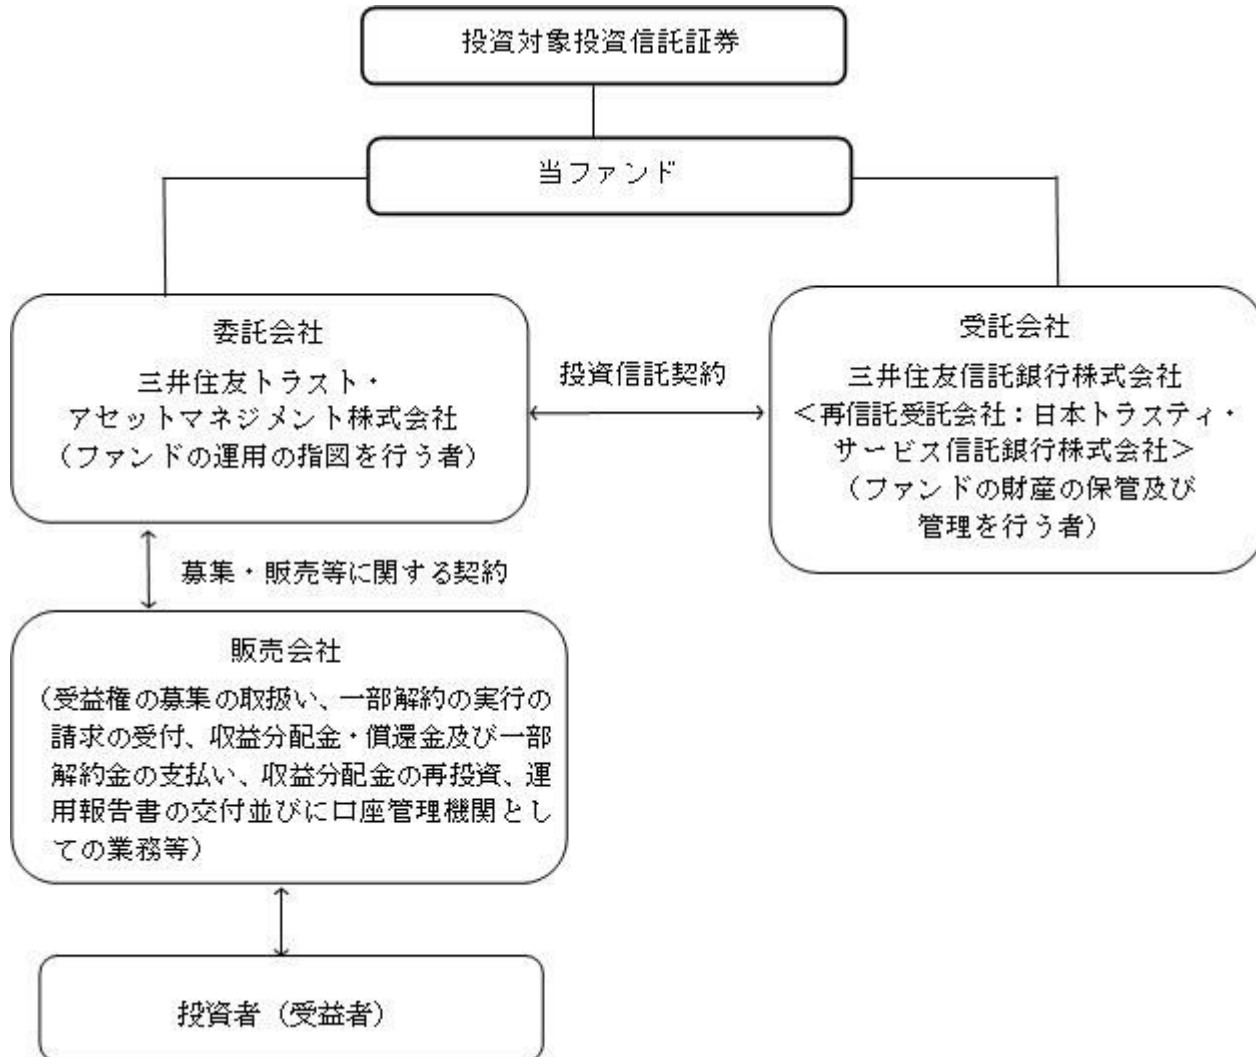 投資対象投資信託証券
当ファンド
委託会社
三井住友トラスト・
アセットマネジメント株式会社
（ファンドの運用の指図を行う者）
投資信託契約
受託会社
三井住友信託銀行株式会社
＜再信託受託会社：日本トラスティ・
サービス信託銀行株式会社＞
（ファンドの財産の保管及び
管理を行う者）
募集・販売等に関する契約
販売会社
（受益権の募集の取扱い、一部解約の実行の
請求の受付、収益分配金・償還金及び一部
解約金の支払い、収益分配金の再投資、運
用報告書の交付並びに口座管理機関とし
ての業務等）
投資者（受益者）